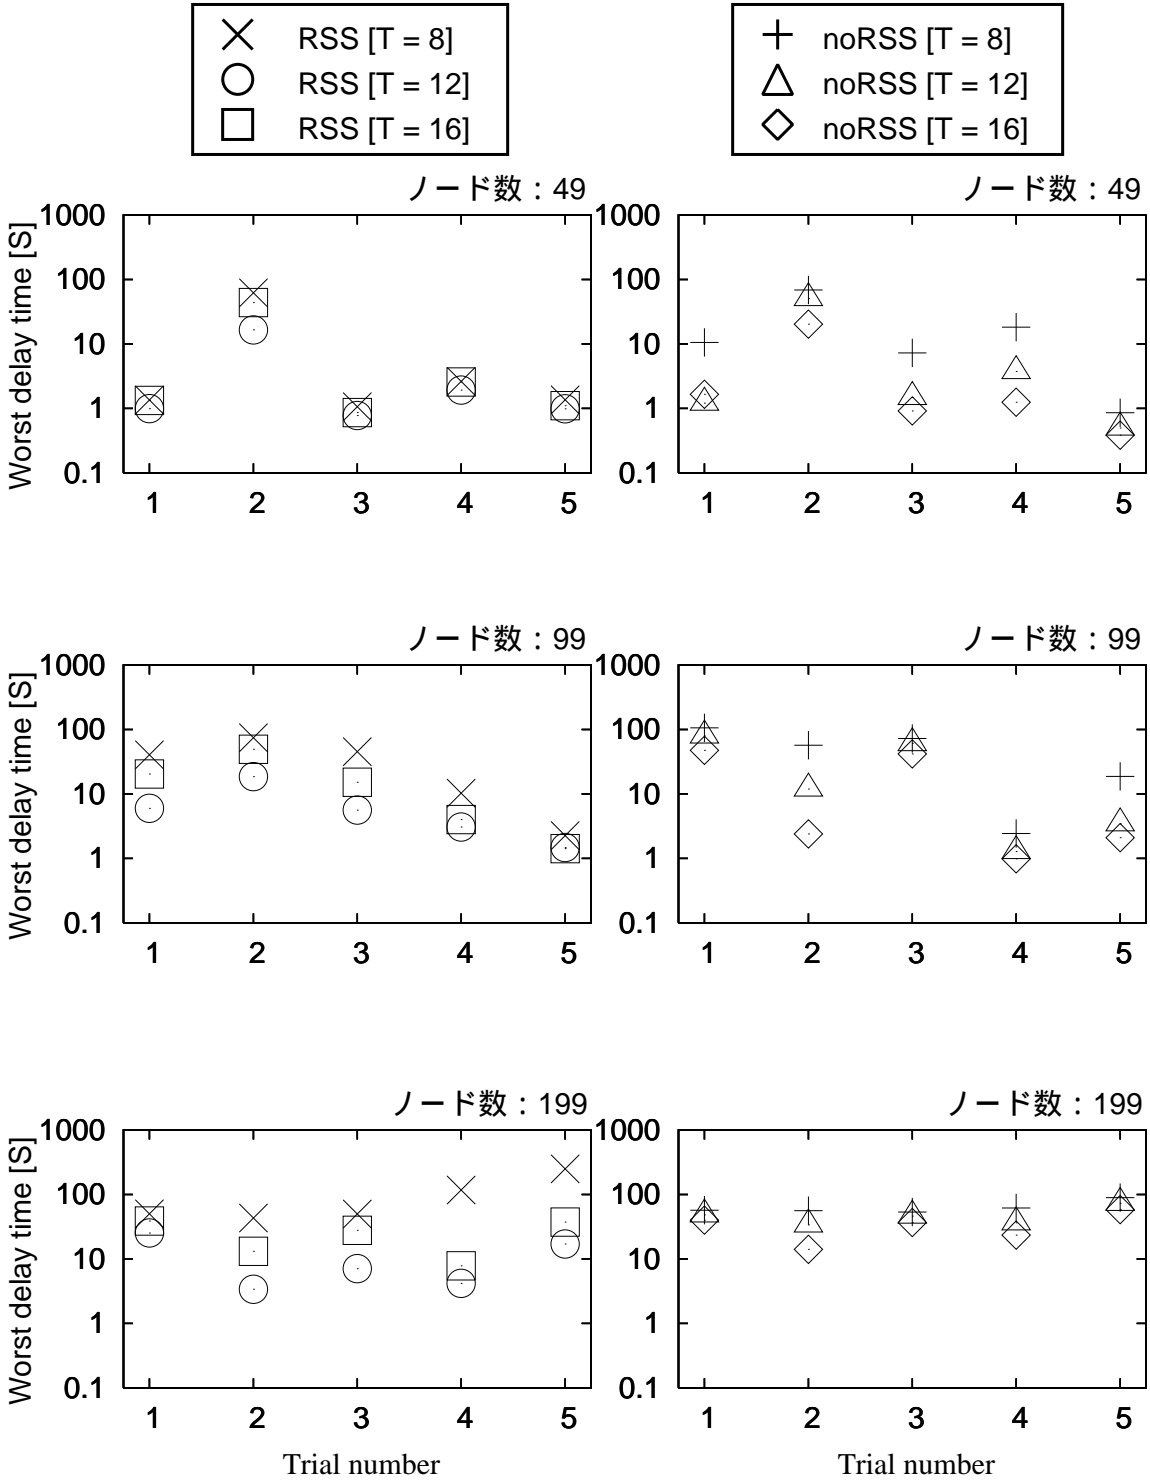 RSS [T = 8]
RSS [T = 12]
RSS [T = 16]
noRSS [T = 8]
noRSS [T = 12]
noRSS [T = 16]
ノード数：49
Worst delay time [S]
1000
100
10
1
0.1
1 2 3 4 5
ノード数：49
1000
100
10
1
0.1
1 2 3 4 5
ノード数：99
Worst delay time [S]
1000
100
10
1
0.1
1 2 3 4 5
ノード数：99
1000
100
10
1
0.1
1 2 3 4 5
ノード数：199
Worst delay time [S]
1000
100
10
1
0.1
1 2 3 4 5
Trial number
ノード数：199
1000
100
10
1
0.1
1 2 3 4 5
Trial number